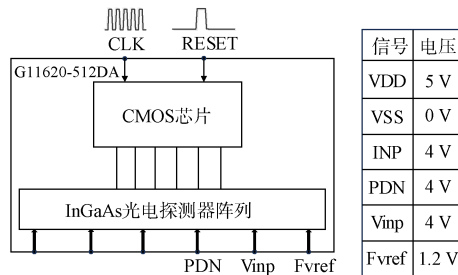 CLK RESET
G11620-512DA
CMOS芯片
InGaAs光电探测器阵列
PDN Vinp Fvref
信号 电压
VDD 5 V
VSS 0 V
INP 4 V
PDN 4 V
Vinp 4 V
Fvref 1.2 V